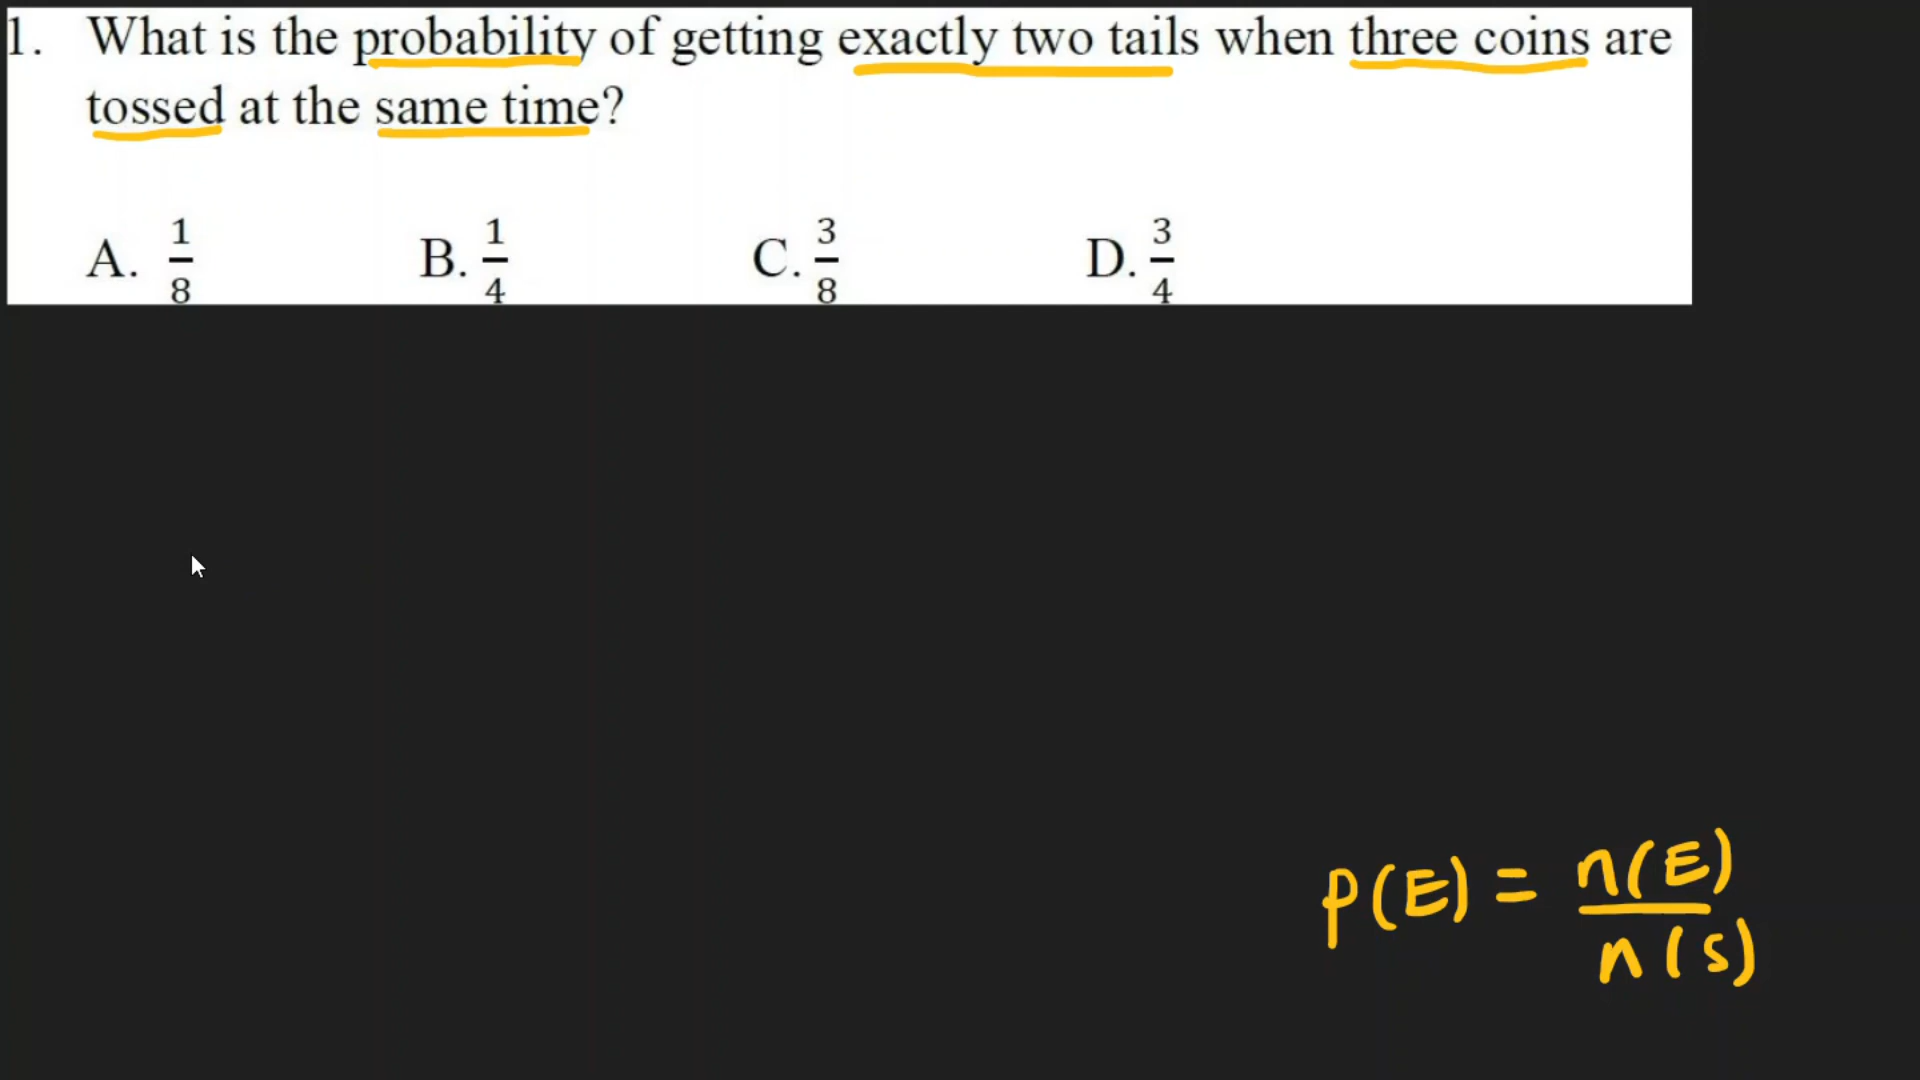 1. What is the probability of getting exactly two tails when three coins are
tossed at the same time?
A. 1/8 B. 1/4 C. 3/8 D. 3/4
P(E) = n(E)/n(S)